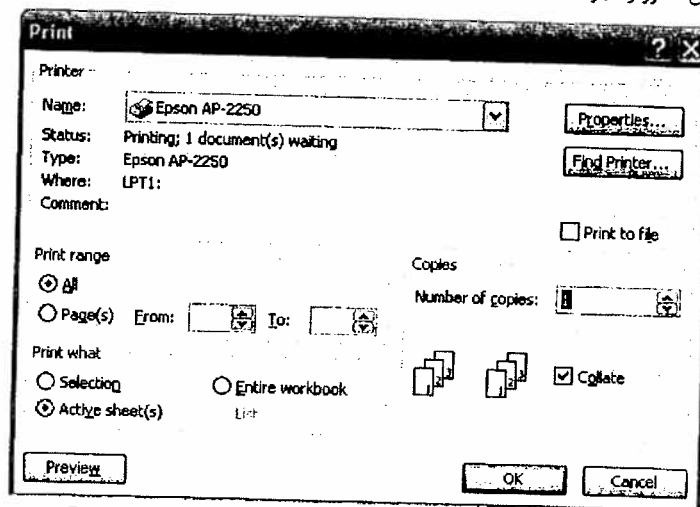 Print
Printer
Name: Epson AP-2250
Properties...
Status: Printing; 1 document(s) waiting
Type: Epson AP-2250
Find Printer...
Where: LPT1:
Comment:
Print to file
Print range
Copies
All
Number of copies: 1
Page(s) From: To:
Print what
Selection Entire workbook
Collate
Active sheet(s) List
Preview OK Cancel